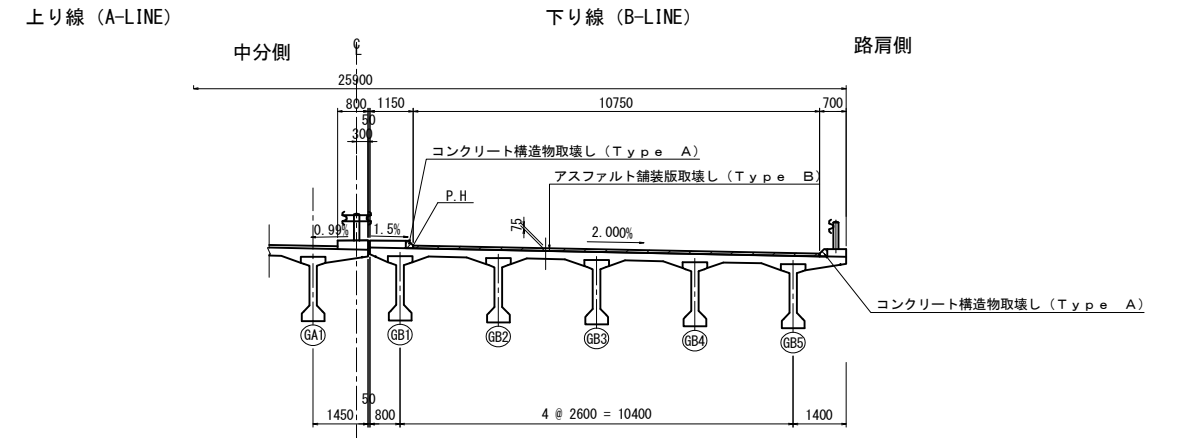 上り線（A-LINE）
下り線（B-LINE）
中分側
℄
路肩側
25900
800
1150
10750
700
50
300
コンクリート構造物取壊し（Ｔｙｐｅ　Ａ）
アスファルト舗装版取壊し（Ｔｙｐｅ　Ｂ）
P.H
75
0.99%
1.5%
2.000%
コンクリート構造物取壊し（Ｔｙｐｅ　Ａ）
GA1
GB1
GB2
GB3
GB4
GB5
50
1450
800
4 @ 2600 = 10400
1400